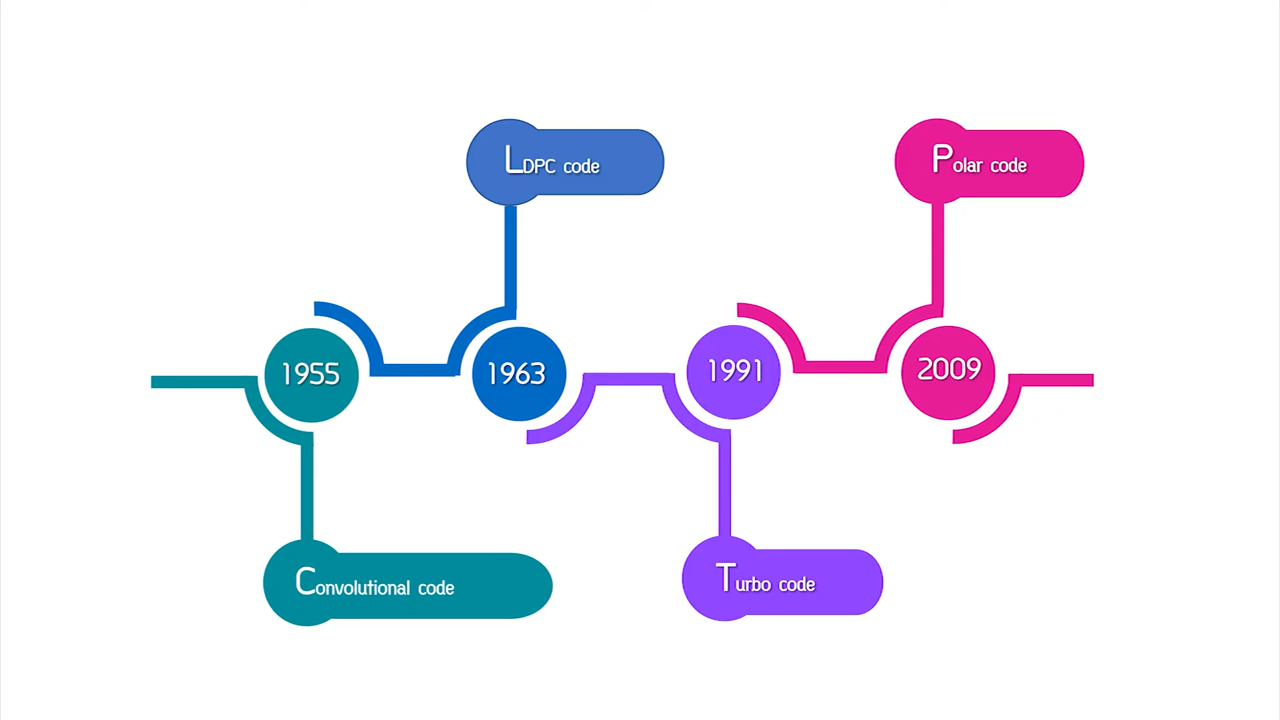 LDPC code
Polar code
1955
1963
1991
2009
Convolutional code
Turbo code